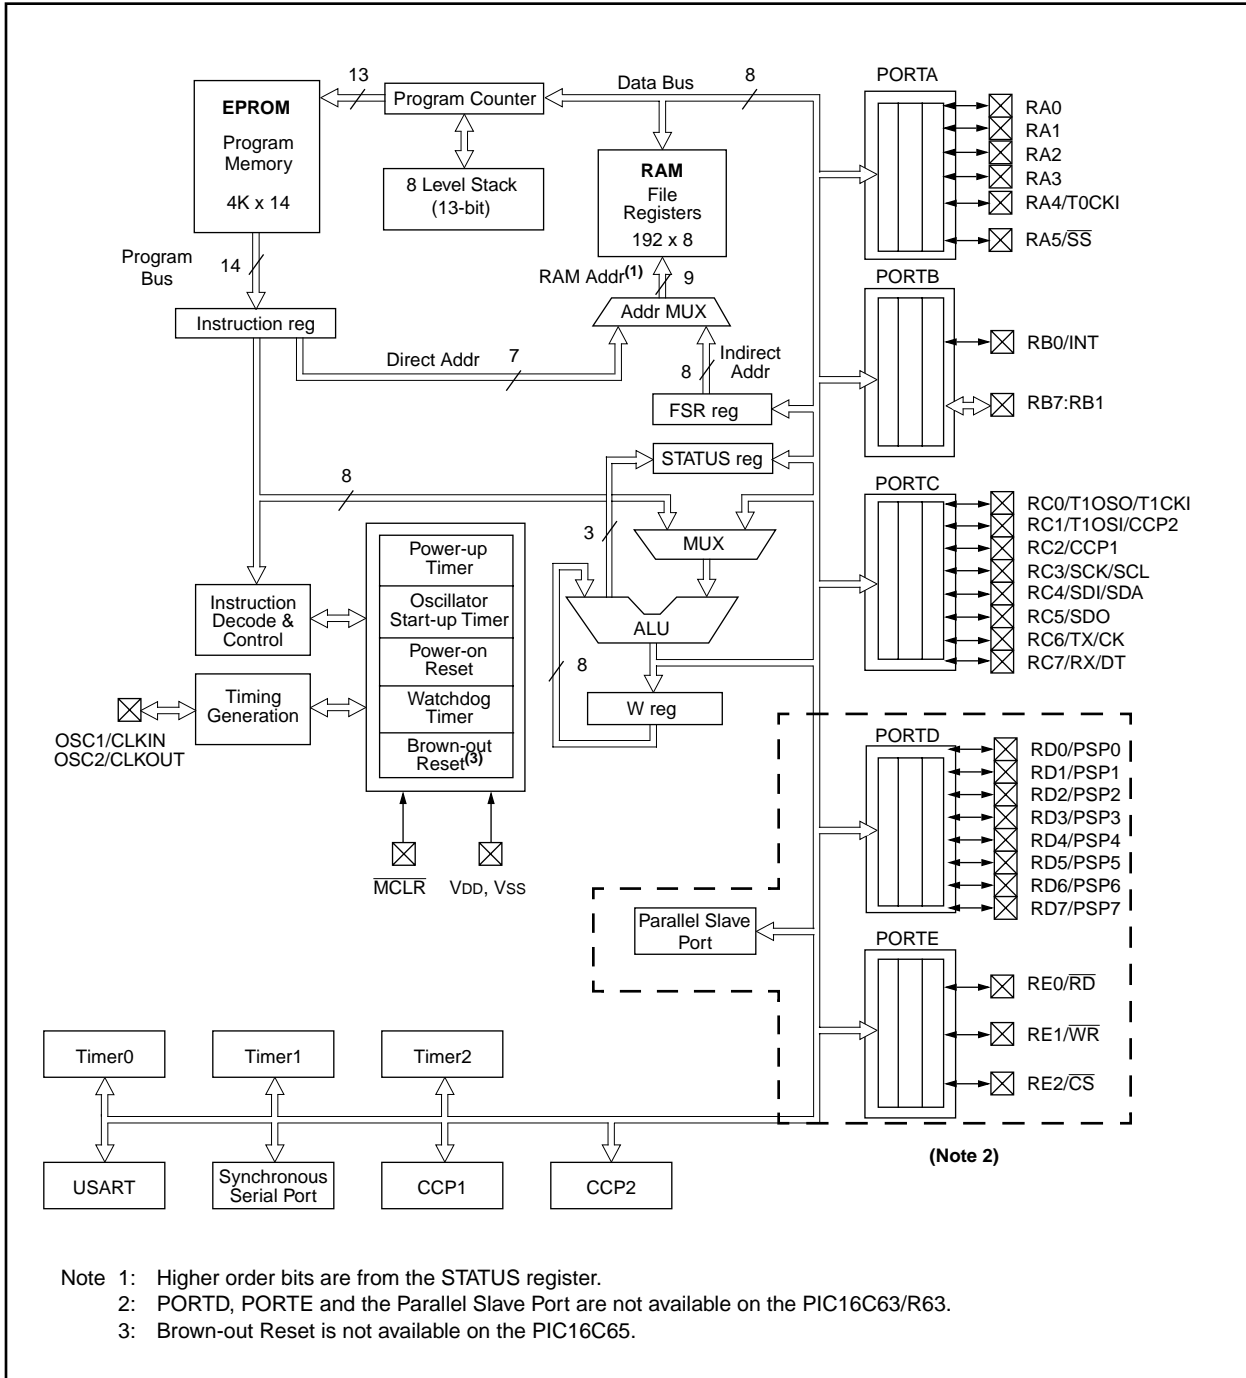 13
Data Bus
8
PORTA
EPROM
Program
Memory
4K x 14
Program Counter
8 Level Stack
(13-bit)
RAM
File
Registers
192 x 8
RA0
RA1
RA2
RA3
RA4/T0CKI
RA5/S̅S̅
Program
Bus
14
RAM Addr(1)
9
PORTB
Instruction reg
Addr MUX
RB0/INT
Direct Addr
7
8
Indirect
Addr
FSR reg
RB7:RB1
STATUS reg
8
PORTC
3
MUX
RC0/T1OSO/T1CKI
RC1/T1OSI/CCP2
RC2/CCP1
RC3/SCK/SCL
RC4/SDI/SDA
RC5/SDO
RC6/TX/CK
RC7/RX/DT
Power-up
Timer
Oscillator
Start-up Timer
Power-on
Reset
Watchdog
Timer
Brown-out
Reset(3)
Instruction
Decode &
Control
ALU
8
W reg
Timing
Generation
OSC1/CLKIN
OSC2/CLKOUT
M̅C̅L̅R̅
VDD, VSS
PORTD
RD0/PSP0
RD1/PSP1
RD2/PSP2
RD3/PSP3
RD4/PSP4
RD5/PSP5
RD6/PSP6
RD7/PSP7
Parallel Slave
Port
PORTE
RE0/R̅D̅
RE1/W̅R̅
RE2/C̅S̅
(Note 2)
Timer0
Timer1
Timer2
USART
Synchronous
Serial Port
CCP1
CCP2
Note 1: Higher order bits are from the STATUS register.
2: PORTD, PORTE and the Parallel Slave Port are not available on the PIC16C63/R63.
3: Brown-out Reset is not available on the PIC16C65.